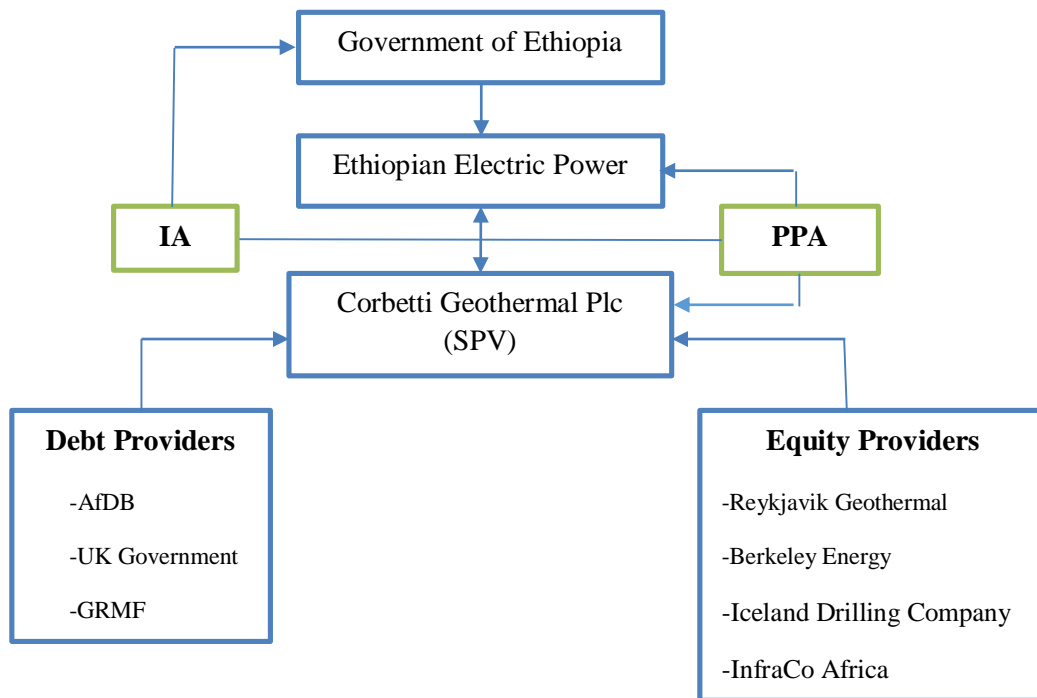 Government of Ethiopia
Ethiopian Electric Power
IA
PPA
Corbetti Geothermal Plc
(SPV)
Debt Providers
-AfDB
-UK Government
-GRMF
Equity Providers
-Reykjavik Geothermal
-Berkeley Energy
-Iceland Drilling Company
-InfraCo Africa